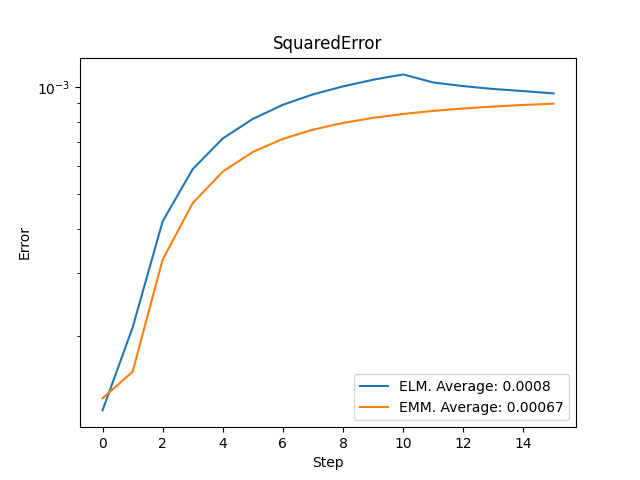 SquaredError
10⁻³
Error
0 2 4 6 8 10 12 14
Step
ELM. Average: 0.0008
EMM. Average: 0.00067